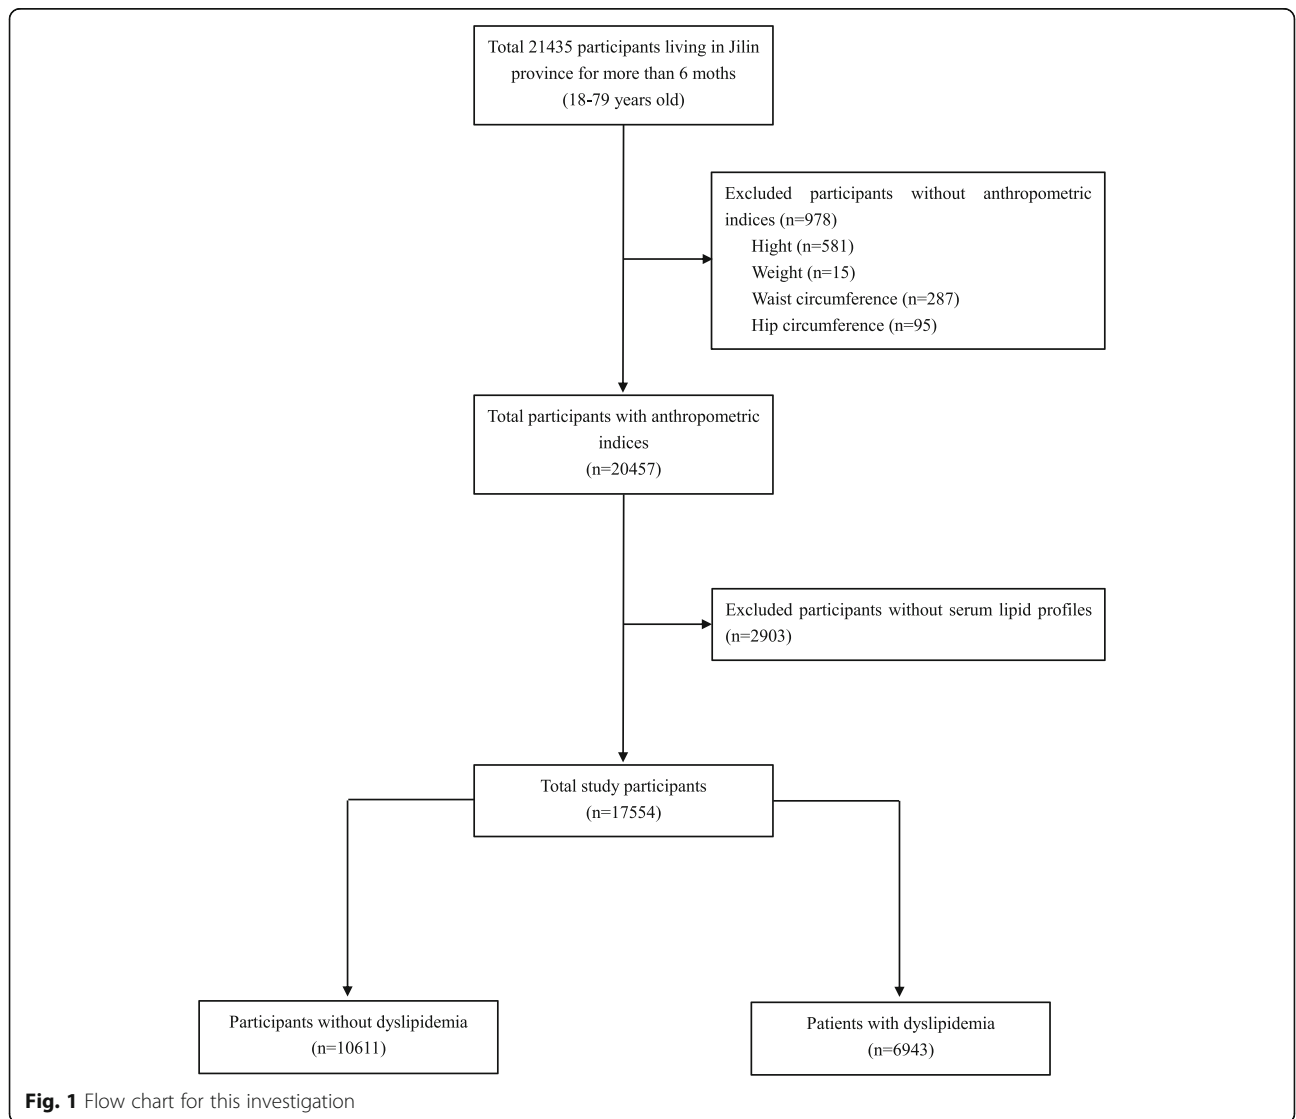 Total 21435 participants living in Jilin
province for more than 6 moths
(18-79 years old)
Excluded participants without anthropometric
indices (n=978)
Hight (n=581)
Weight (n=15)
Waist circumference (n=287)
Hip circumference (n=95)
Total participants with anthropometric
indices
(n=20457)
Excluded participants without serum lipid profiles
(n=2903)
Total study participants
(n=17554)
Participants without dyslipidemia
(n=10611)
Patients with dyslipidemia
(n=6943)
Fig. 1 Flow chart for this investigation